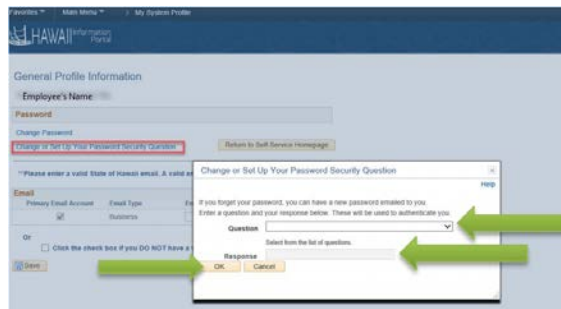 Favorites Main Menu > My System Profile
HAWAII Information
Portal
General Profile Information
Employee's Name
Password
Change Password
Change or Set Up Your Password Security Question
Return to Self-Service Homepage
**Please enter a valid State of Hawaii email. A valid
Change or Set Up Your Password Security Question
Help
If you forget your password, you can have a new password emailed to you.
Enter a question and your response below. These will be used to authenticate you.
Question
Select from the list of questions.
Response
OK Cancel
Email
Primary Email Account Email Type
Business
Or
Click the check box if you DO NOT have a
Save